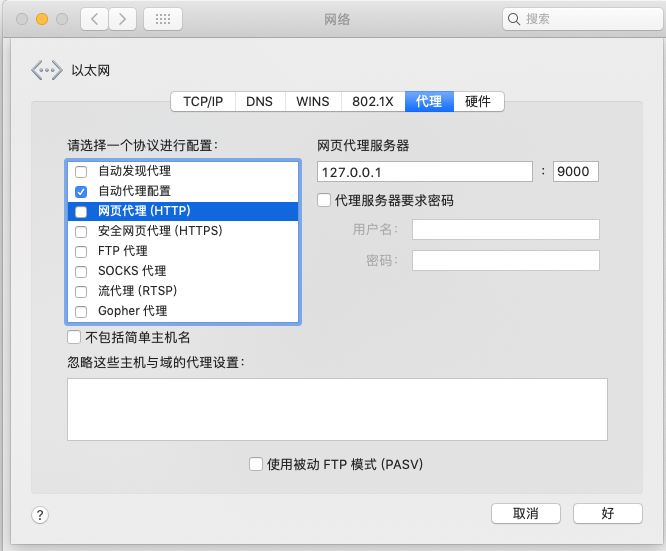 网络
搜索
以太网
TCP/IP DNS WINS 802.1X 代理 硬件
请选择一个协议进行配置：
自动发现代理
自动代理配置
网页代理 (HTTP)
安全网页代理 (HTTPS)
FTP 代理
SOCKS 代理
流代理 (RTSP)
Gopher 代理
网页代理服务器
127.0.0.1 : 9000
代理服务器要求密码
用户名：
密码：
不包括简单主机名
忽略这些主机与域的代理设置：
使用被动 FTP 模式 (PASV)
? 取消 好